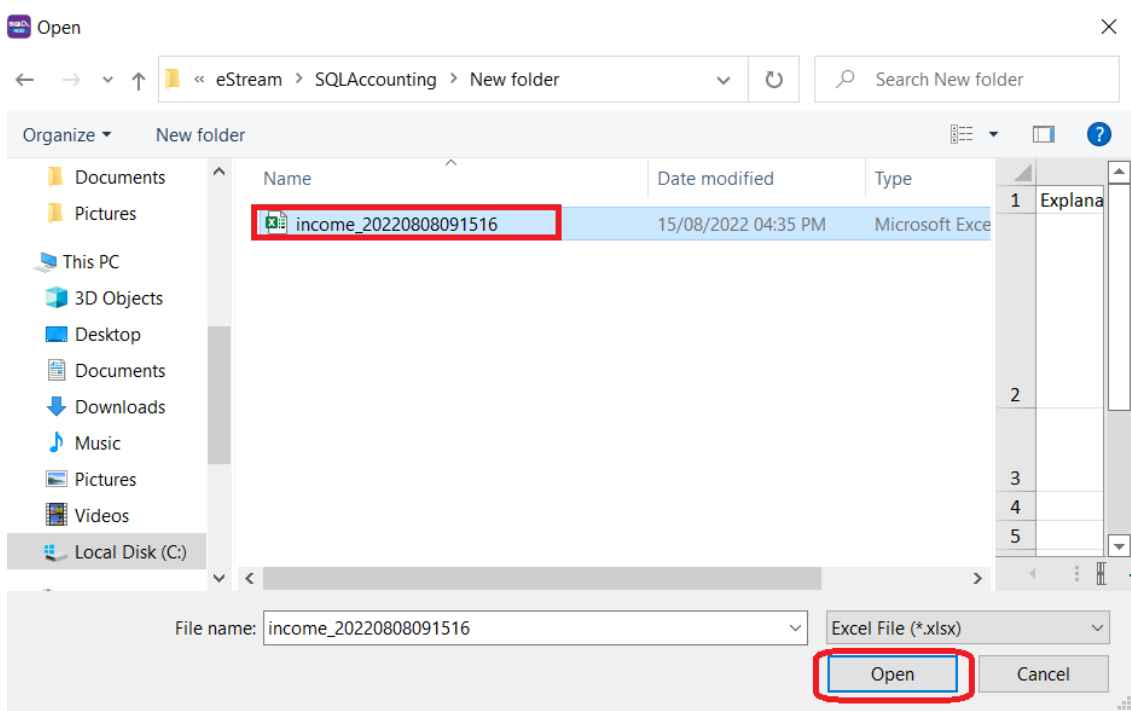 Open
« eStream > SQLAccounting > New folder
Search New folder
Organize
New folder
?
Documents
Pictures
This PC
3D Objects
Desktop
Documents
Downloads
Music
Pictures
Videos
Local Disk (C:)
Name
Date modified
Type
income_20220808091516
15/08/2022 04:35 PM
Microsoft Exce
1
Explana
2
3
4
5
File name:
income_20220808091516
Excel File (*.xlsx)
Open
Cancel